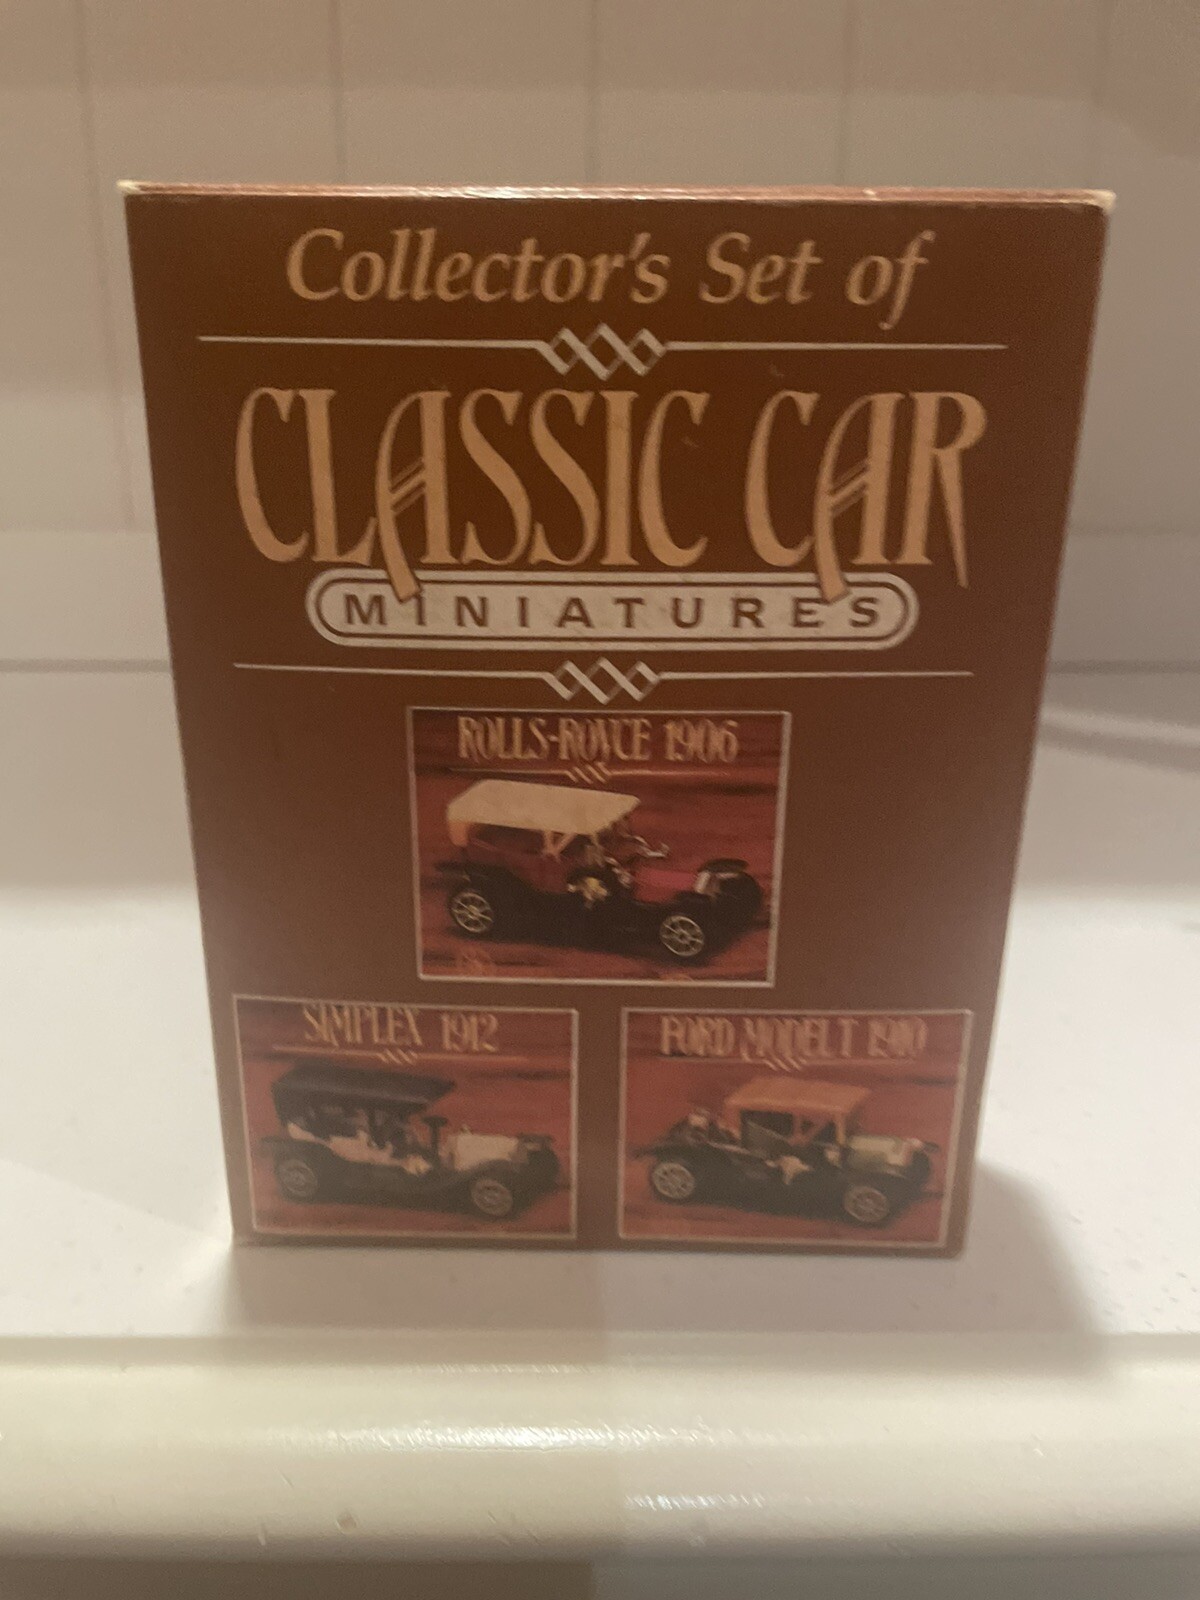 Collector's Set of
CLASSIC CAR
MINIATURES
ROLLS-ROYCE 1906
SIMPLEX 1912
FORD MODEL T 1910